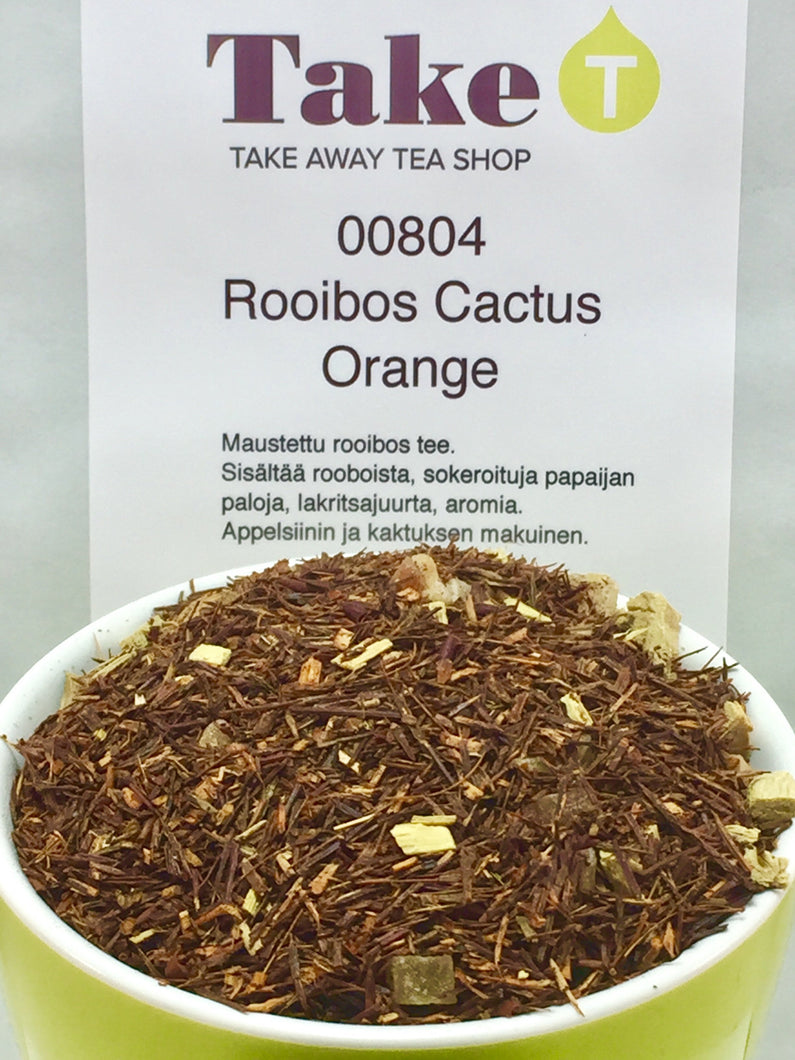 Take T
TAKE AWAY TEA SHOP
00804
Rooibos Cactus
Orange
Maustettu rooibos tee.
Sisältää rooboista, sokeroituja papaijan
paloja, lakritsajuurta, aromia.
Appelsiinin ja kaktuksen makuinen.